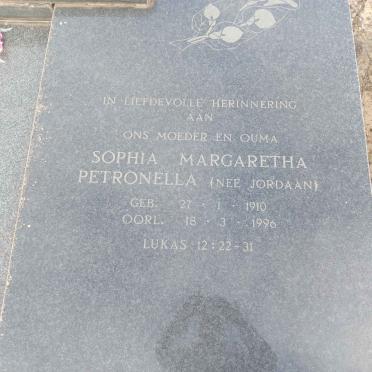 IN LIEFDEVOLLE HERINNERING
AAN
ONS MOEDER EN OUMA
SOPHIA MARGARETHA
PETRONELLA (NEE JORDAAN)
GEB. 27 · 1 · 1910
OORL. 18 · 3 · 1996
LUKAS 12:22-31